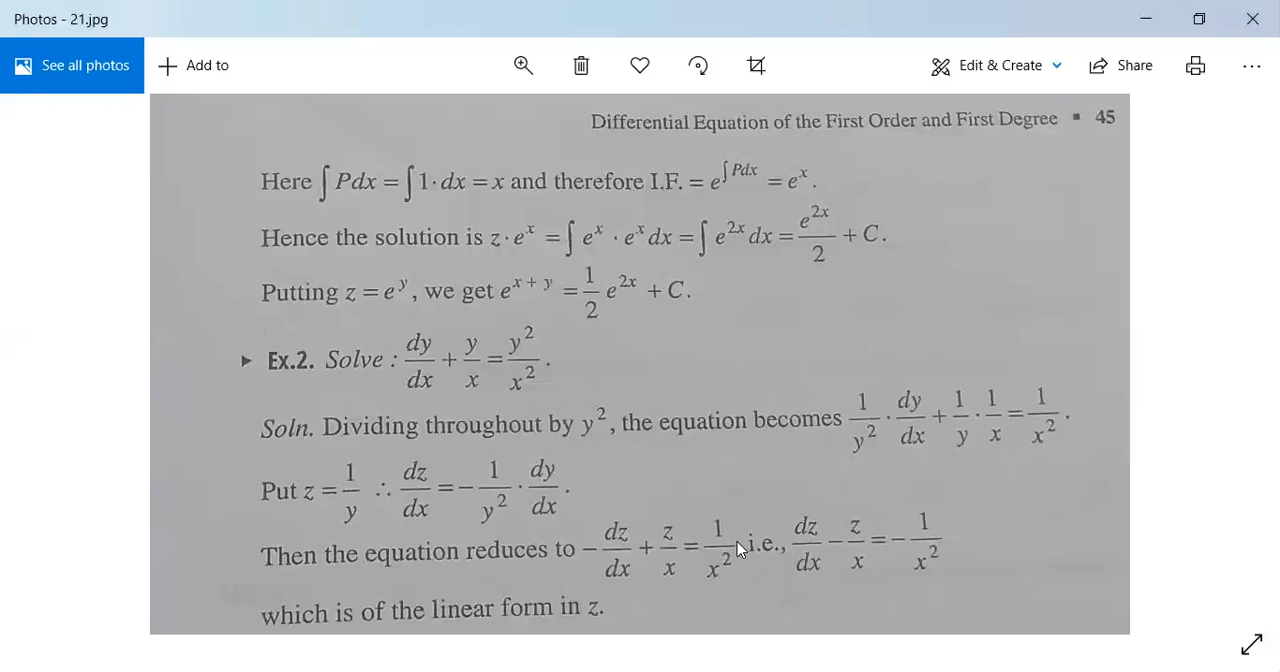 Photos - 21.jpg
See all photos
Add to
Edit & Create
Share
Differential Equation of the First Order and First Degree ▪ 45
Here ∫ Pdx = ∫ 1·dx = x and therefore I.F. = e^{∫ Pdx} = e^x.
Hence the solution is z·e^x = ∫ e^x · e^x dx = ∫ e^{2x} dx = e^{2x}/2 + C.
Putting z = e^y, we get e^{x + y} = 1/2 e^{2x} + C.
► Ex.2. Solve : dy/dx + y/x = y^2/x^2.
Soln. Dividing throughout by y^2, the equation becomes 1/y^2 · dy/dx + 1/y · 1/x = 1/x^2.
Put z = 1/y ∴ dz/dx = − 1/y^2 · dy/dx.
Then the equation reduces to − dz/dx + z/x = 1/x^2 i.e., dz/dx − z/x = − 1/x^2
which is of the linear form in z.